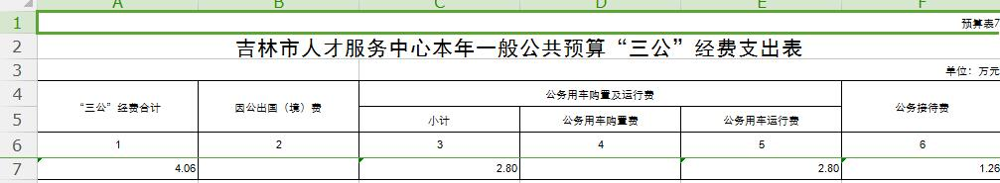 A B C D E F
1 预算表7
2 吉林市人才服务中心本年一般公共预算“三公”经费支出表
3 单位：万元
4 “三公”经费合计 因公出国（境）费 公务用车购置及运行费 公务接待费
5 小计 公务用车购置费 公务用车运行费
6 1 2 3 4 5 6
7 4.06 2.80 2.80 1.26